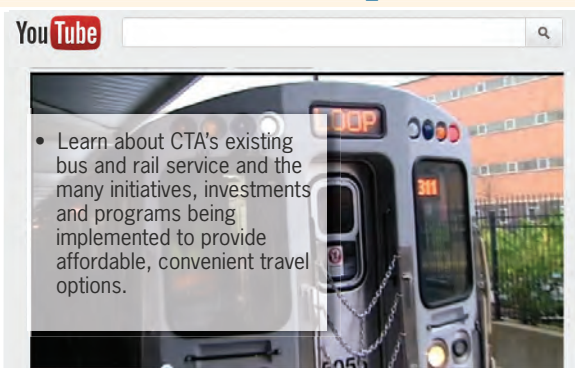 YouTube
LOOP
• Learn about CTA's existing
bus and rail service and the
many initiatives, investments
and programs being
implemented to provide
affordable, convenient travel
options.
311